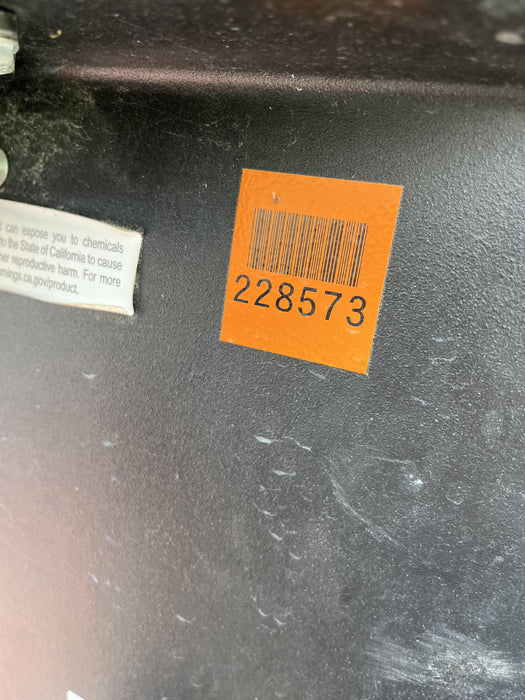 t can expose you to chemicals
to the State of California to cause
her reproductive harm. For more
rnings.ca.gov/product.
228573